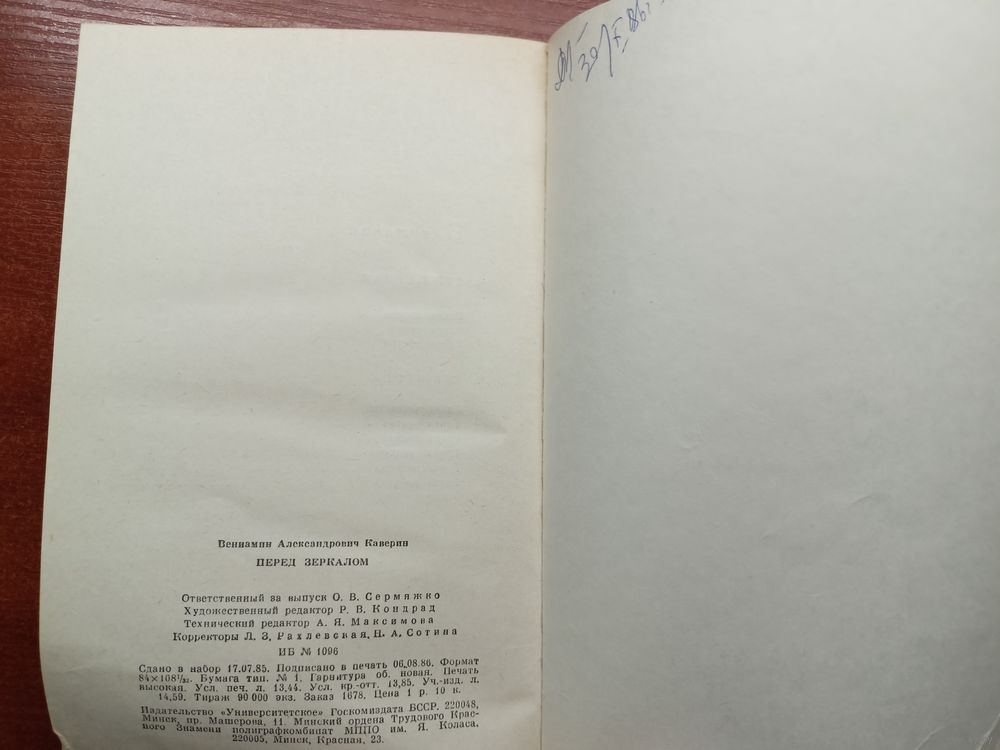 Вениамин Александрович Каверин
ПЕРЕД ЗЕРКАЛОМ
Ответственный за выпуск О. В. Сермяжко
Художественный редактор Р. В. Кондрад
Технический редактор А. Я. Максимова
Корректоры Л. З. Рахлевская, Н. А. Сотина
ИБ № 1096
Сдано в набор 17.07.85. Подписано в печать 06.08.86. Формат
84×108¹/₃₂. Бумага тип. № 1. Гарнитура об. новая. Печать
высокая. Усл. печ. л. 13,44. Усл. кр.-отт. 13,85. Уч.-изд. л.
14,59. Тираж 90 000 экз. Заказ 1678. Цена 1 р. 10 к.
Издательство «Университетское» Госкомиздата БССР. 220048,
Минск, пр. Машерова, 11. Минский ордена Трудового Крас-
ного Знамени полиграфкомбинат МППО им. Я. Коласа.
220005, Минск, Красная, 23.